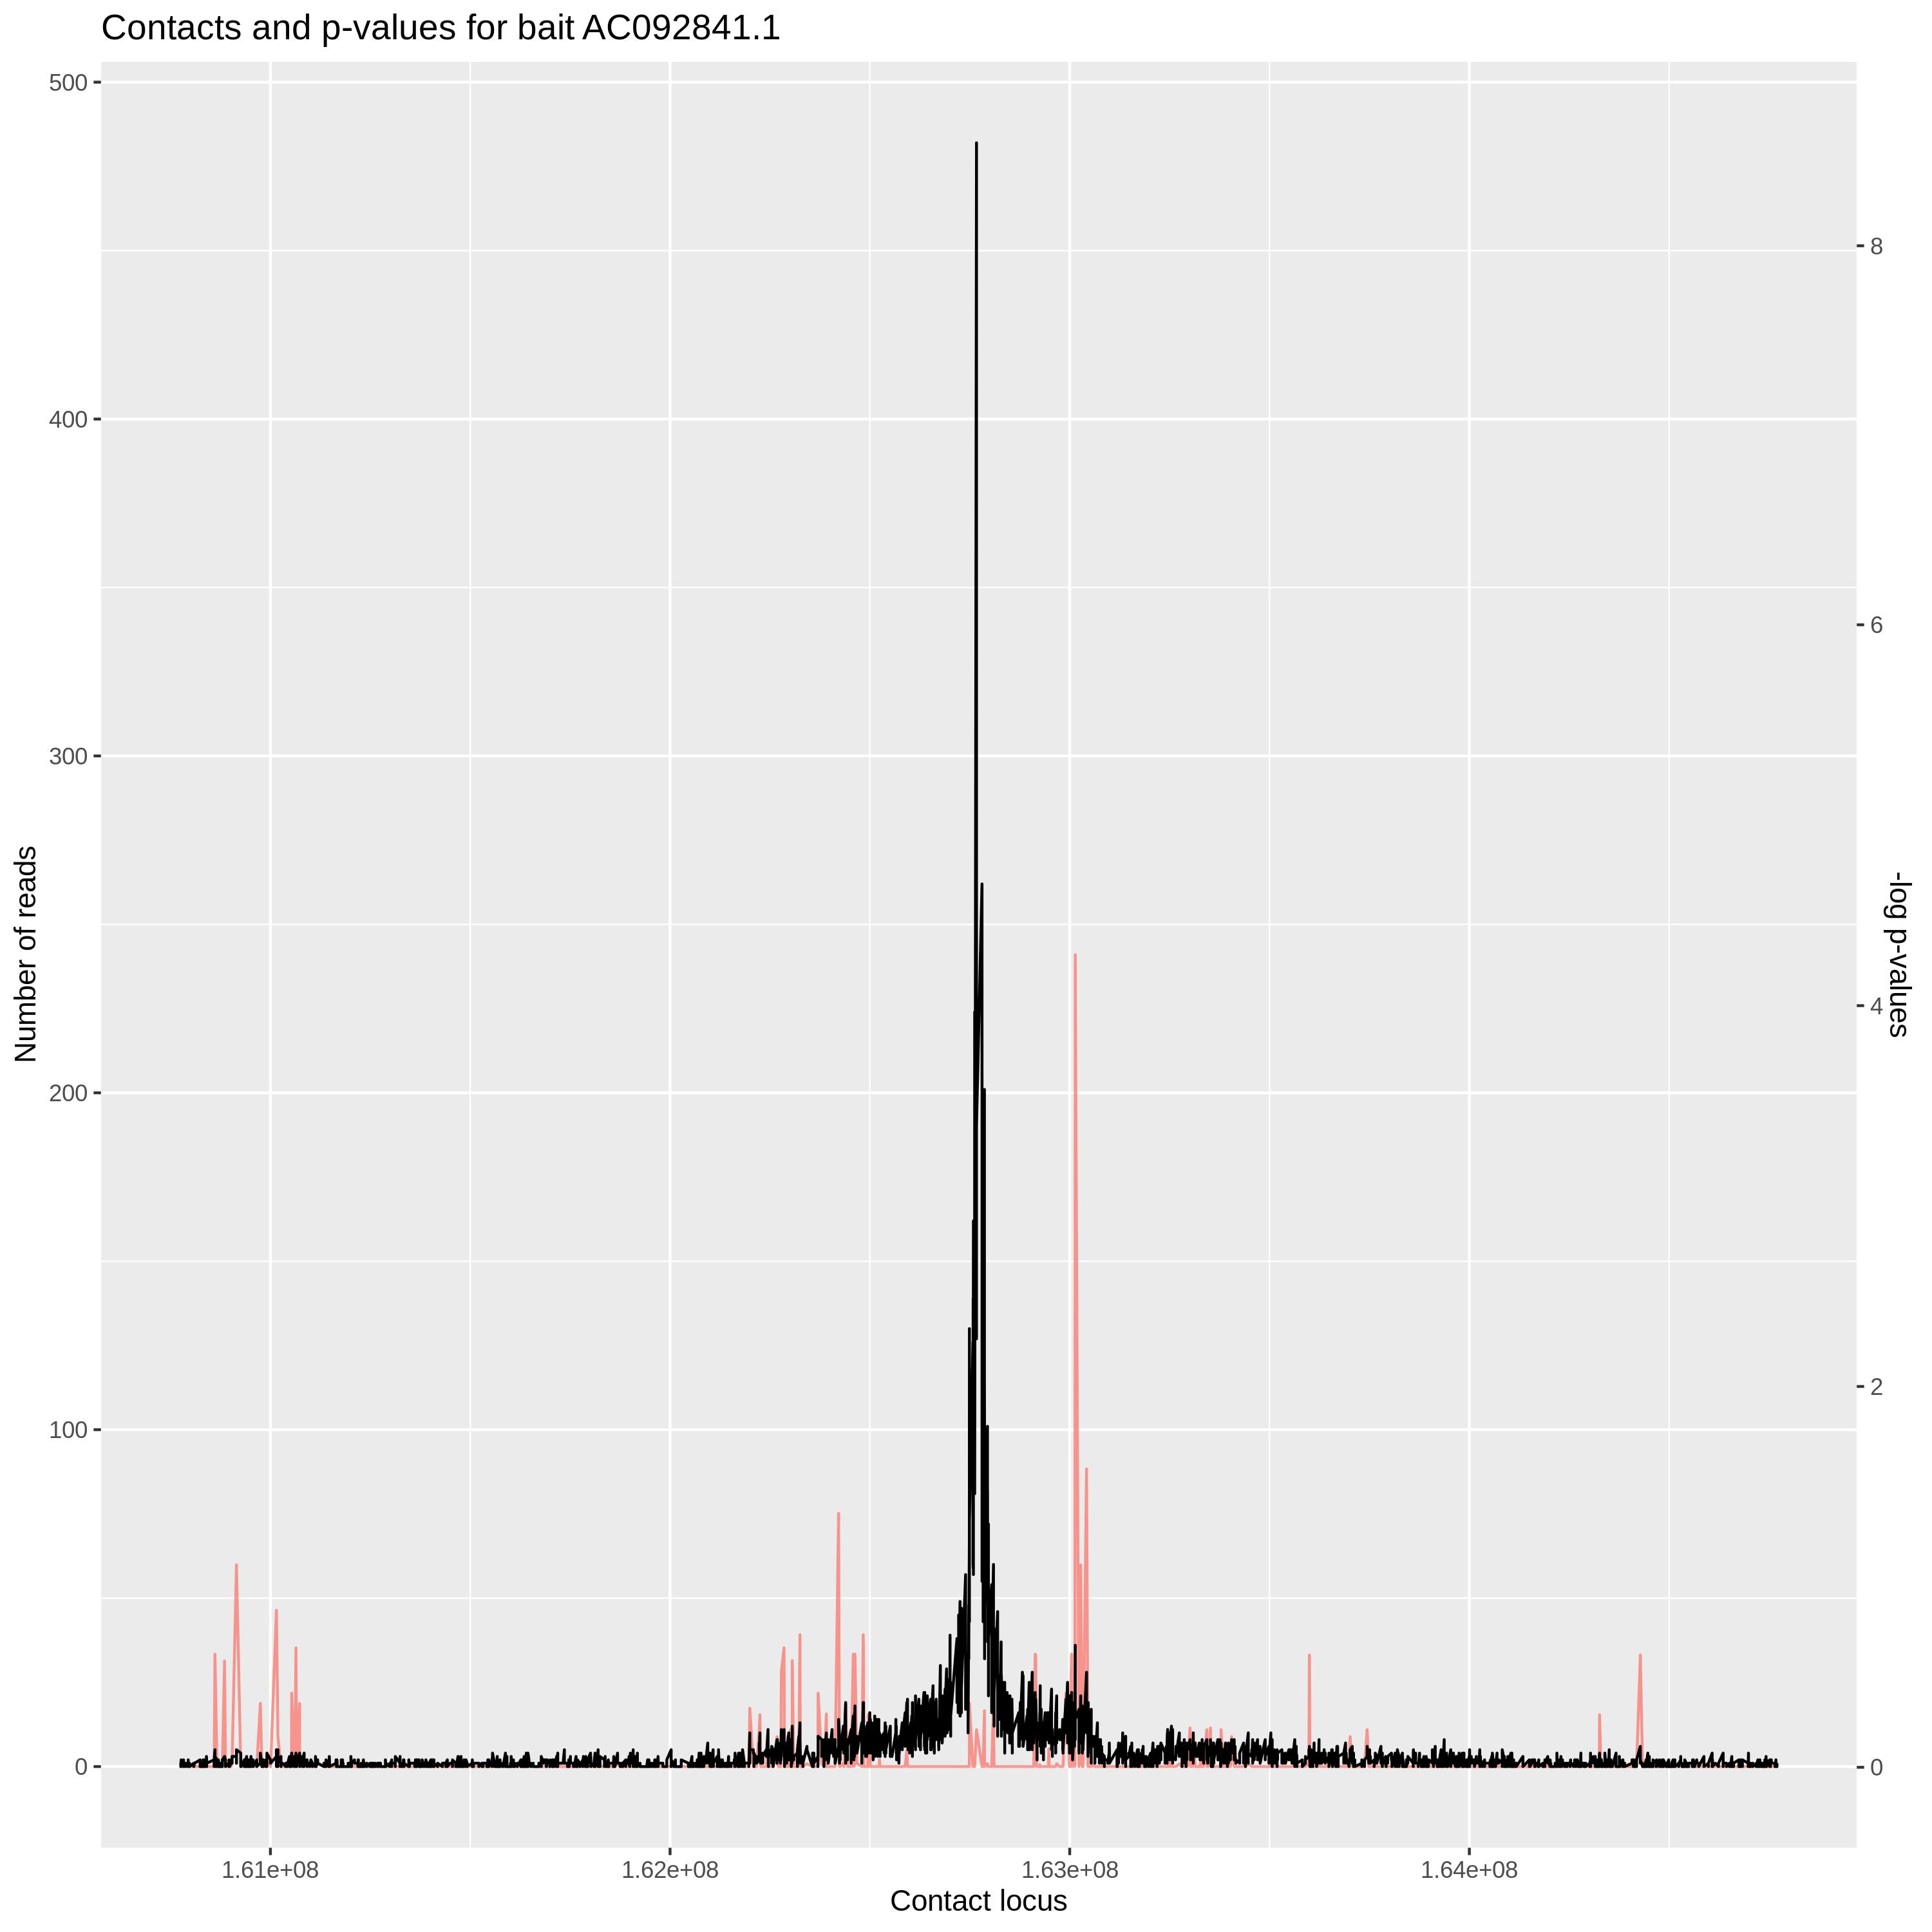 Contacts and p-values for bait AC092841.1
500
400
300
200
100
0
Number of reads
8
6
4
2
0
-log p-values
1.61e+08
1.62e+08
1.63e+08
1.64e+08
Contact locus